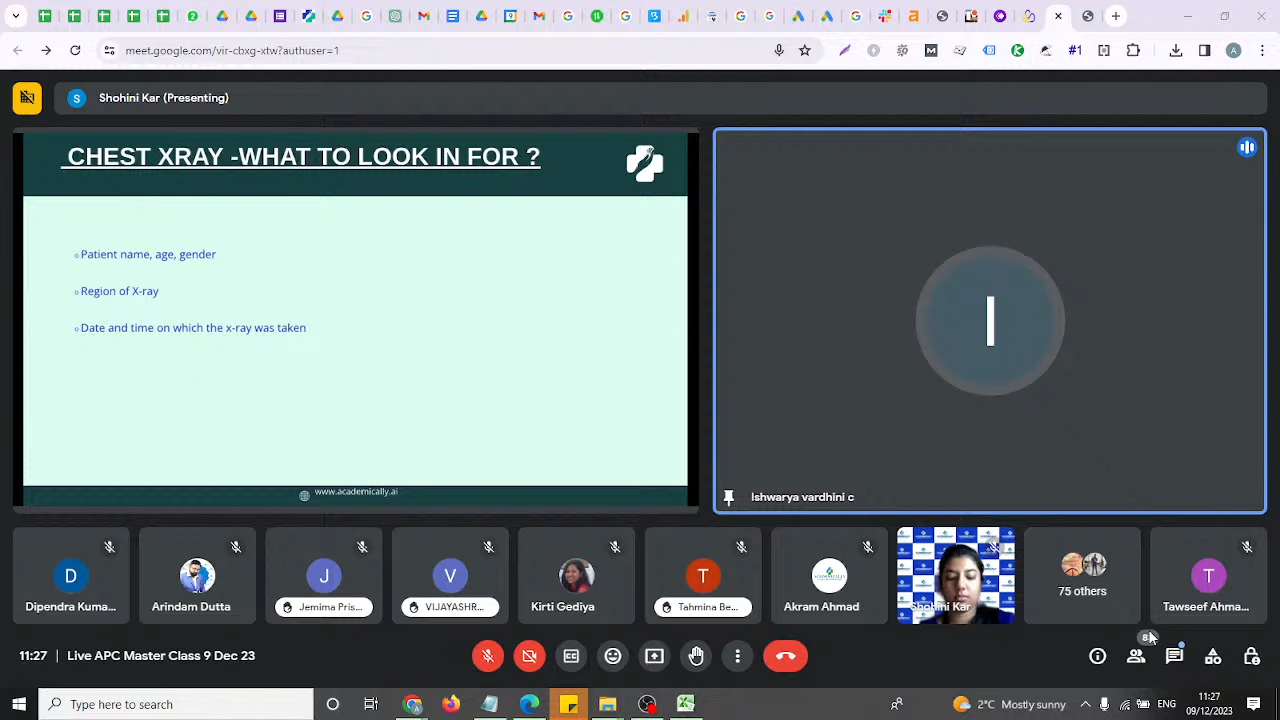 meet.google.com/vir-cbxg-xtw?authuser=1
#1
A
S
Shohini Kar (Presenting)
CHEST XRAY -WHAT TO LOOK IN FOR ?
Patient name, age, gender
Region of X-ray
Date and time on which the x-ray was taken
www.academically.ai
I
Ishwarya vardhini c
D
J
V
T
T
Dipendra Kuma...
Arindam Dutta
Jemima Pris...
VIJAYASHR...
Kirti Gediya
Tahmina Be...
Akram Ahmad
Shohini Kar
75 others
Tawseef Ahma...
11:27 | Live APC Master Class 9 Dec 23
Type here to search
2°C Mostly sunny
ENG
11:27
09/12/2023